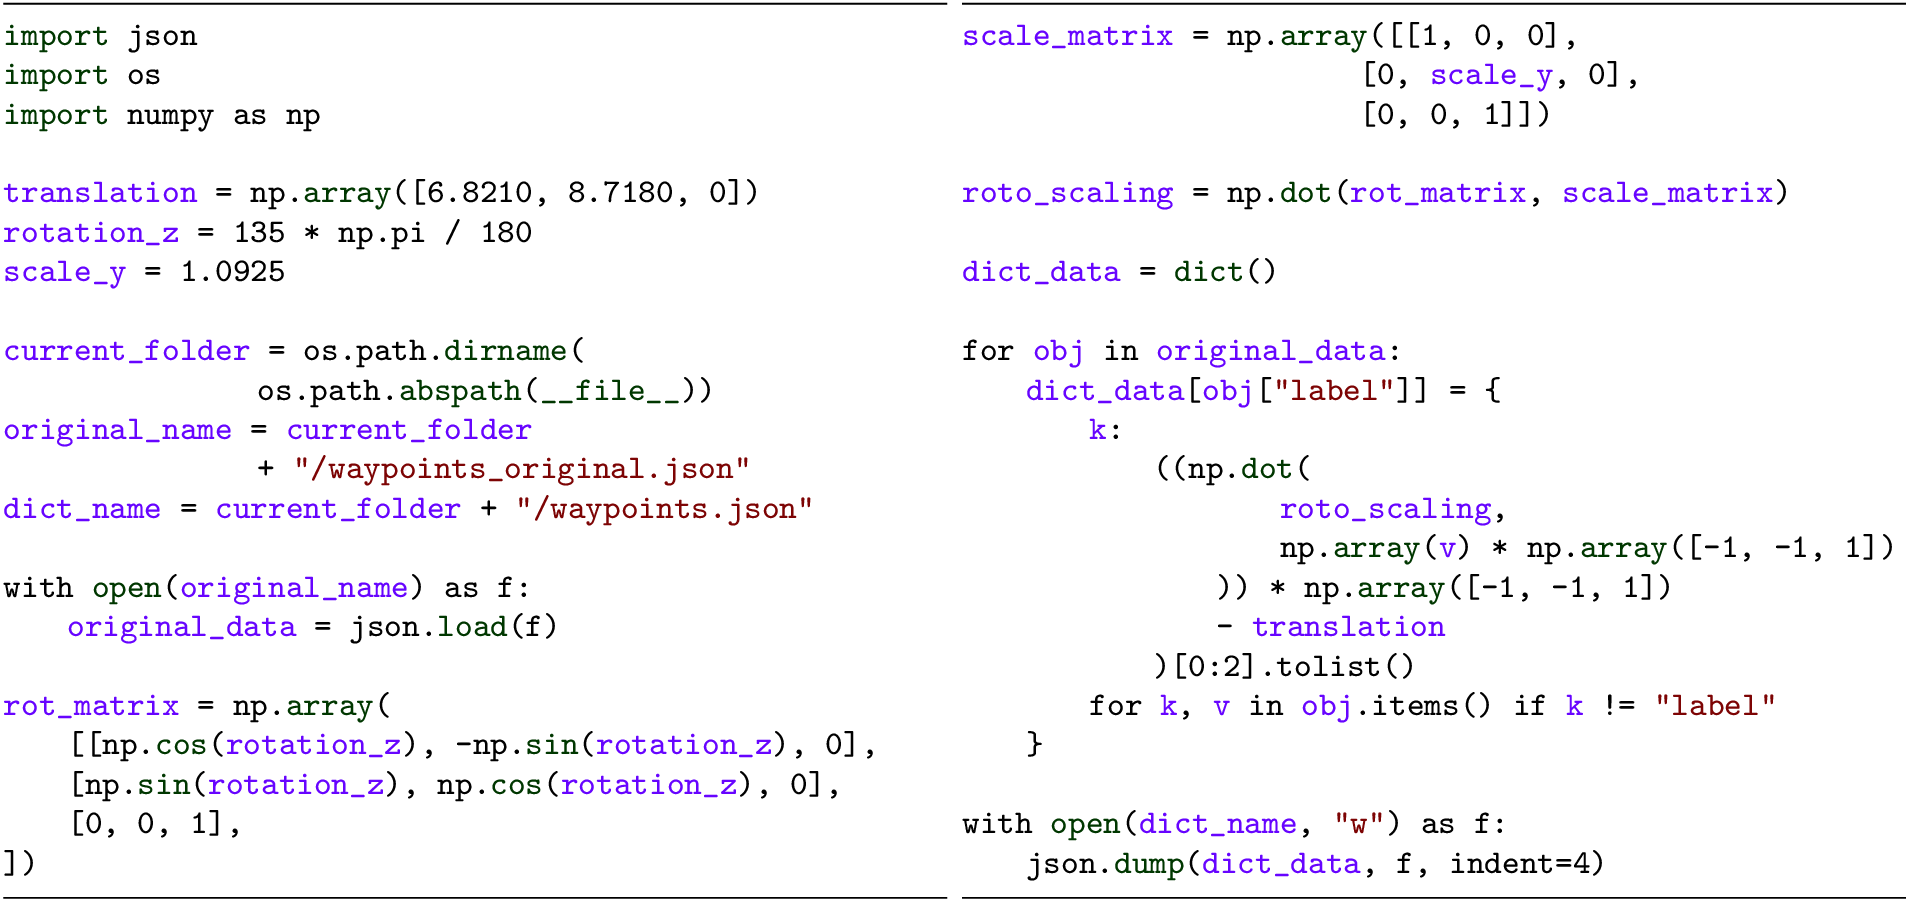 import json
import os
import numpy as np

translation = np.array([6.8210, 8.7180, 0])
rotation_z = 135 * np.pi / 180
scale_y = 1.0925

current_folder = os.path.dirname(
              os.path.abspath(__file__))
original_name = current_folder
              + "/waypoints_original.json"
dict_name = current_folder + "/waypoints.json"

with open(original_name) as f:
    original_data = json.load(f)

rot_matrix = np.array(
    [[np.cos(rotation_z), -np.sin(rotation_z), 0],
    [np.sin(rotation_z), np.cos(rotation_z), 0],
    [0, 0, 1],
])

scale_matrix = np.array([[1, 0, 0],
                       [0, scale_y, 0],
                       [0, 0, 1]])

roto_scaling = np.dot(rot_matrix, scale_matrix)

dict_data = dict()

for obj in original_data:
    dict_data[obj["label"]] = {
        k:
            ((np.dot(
                    roto_scaling,
                    np.array(v) * np.array([-1, -1, 1])
                )) * np.array([-1, -1, 1])
                - translation
            )[0:2].tolist()
        for k, v in obj.items() if k != "label"
    }

with open(dict_name, "w") as f:
    json.dump(dict_data, f, indent=4)